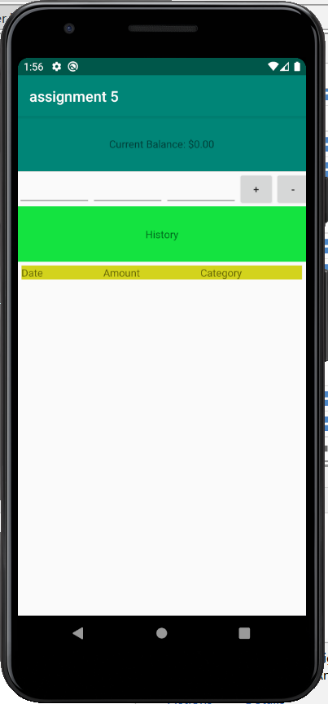 1:56
assignment 5
Current Balance: $0.00
+ -
History
Date Amount Category